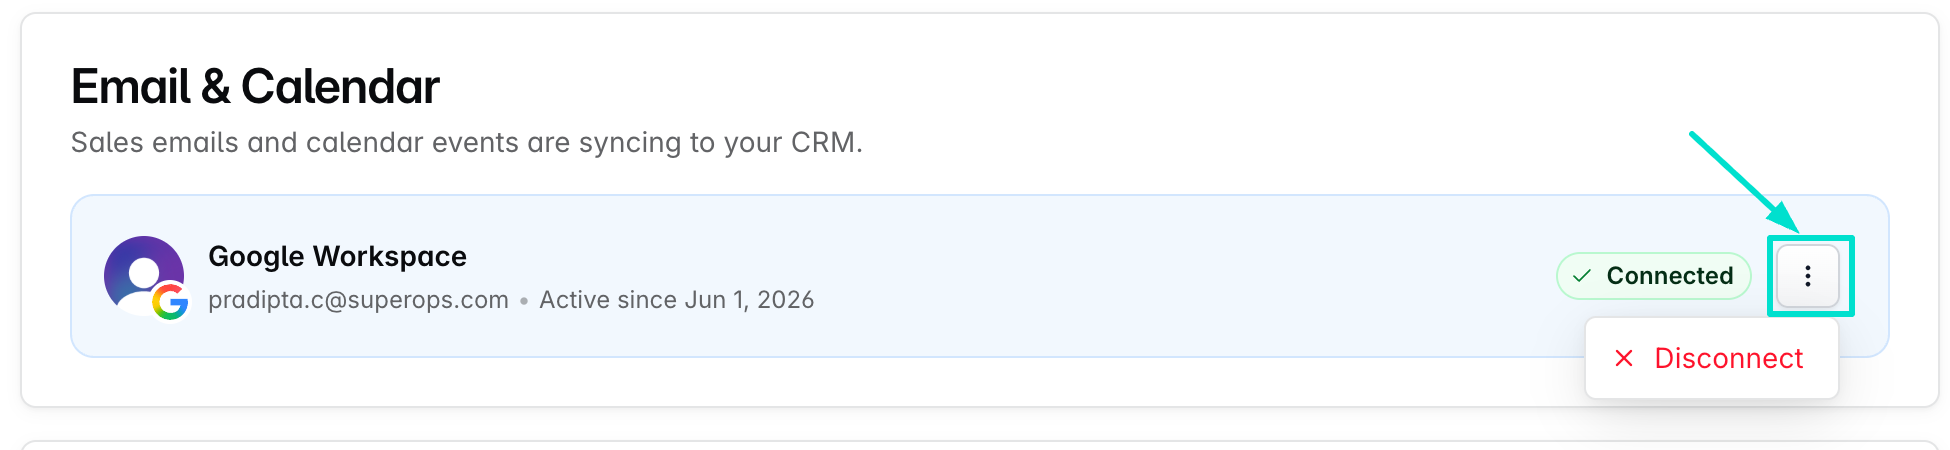 Email & Calendar
Sales emails and calendar events are syncing to your CRM.
Google Workspace
pradipta.c@superops.com • Active since Jun 1, 2026
Connected
Disconnect